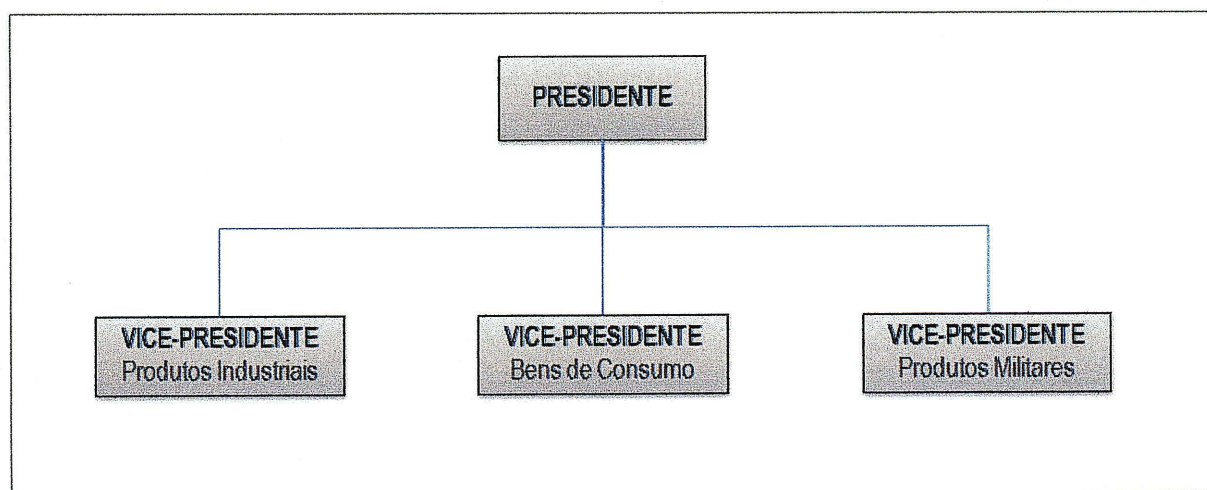 PRESIDENTE
VICE-PRESIDENTE
Produtos Industriais
VICE-PRESIDENTE
Bens de Consumo
VICE-PRESIDENTE
Produtos Militares